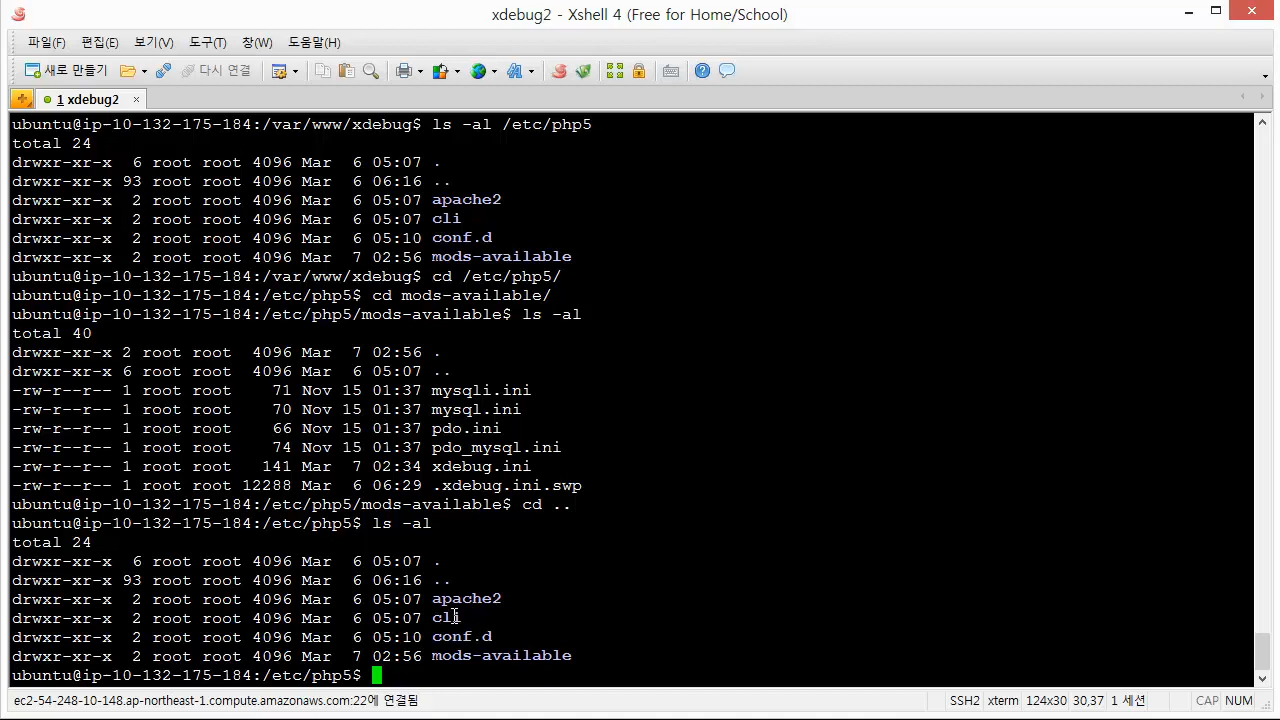 xdebug2 - Xshell 4 (Free for Home/School)
파일(F) 편집(E) 보기(V) 도구(T) 창(W) 도움말(H)
새로 만들기 다시 연결
1 xdebug2
ubuntu@ip-10-132-175-184:/var/www/xdebug$ ls -al /etc/php5
total 24
drwxr-xr-x  6 root root 4096 Mar  6 05:07 .
drwxr-xr-x 93 root root 4096 Mar  6 06:16 ..
drwxr-xr-x  2 root root 4096 Mar  6 05:07 apache2
drwxr-xr-x  2 root root 4096 Mar  6 05:07 cli
drwxr-xr-x  2 root root 4096 Mar  6 05:10 conf.d
drwxr-xr-x  2 root root 4096 Mar  7 02:56 mods-available
ubuntu@ip-10-132-175-184:/var/www/xdebug$ cd /etc/php5/
ubuntu@ip-10-132-175-184:/etc/php5$ cd mods-available/
ubuntu@ip-10-132-175-184:/etc/php5/mods-available$ ls -al
total 40
drwxr-xr-x 2 root root  4096 Mar  7 02:56 .
drwxr-xr-x 6 root root  4096 Mar  6 05:07 ..
-rw-r--r-- 1 root root    71 Nov 15 01:37 mysqli.ini
-rw-r--r-- 1 root root    70 Nov 15 01:37 mysql.ini
-rw-r--r-- 1 root root    66 Nov 15 01:37 pdo.ini
-rw-r--r-- 1 root root    74 Nov 15 01:37 pdo_mysql.ini
-rw-r--r-- 1 root root   141 Mar  7 02:34 xdebug.ini
-rw-r--r-- 1 root root 12288 Mar  6 06:29 .xdebug.ini.swp
ubuntu@ip-10-132-175-184:/etc/php5/mods-available$ cd ..
ubuntu@ip-10-132-175-184:/etc/php5$ ls -al
total 24
drwxr-xr-x  6 root root 4096 Mar  6 05:07 .
drwxr-xr-x 93 root root 4096 Mar  6 06:16 ..
drwxr-xr-x  2 root root 4096 Mar  6 05:07 apache2
drwxr-xr-x  2 root root 4096 Mar  6 05:07 cli
drwxr-xr-x  2 root root 4096 Mar  6 05:10 conf.d
drwxr-xr-x  2 root root 4096 Mar  7 02:56 mods-available
ubuntu@ip-10-132-175-184:/etc/php5$
ec2-54-248-10-148.ap-northeast-1.compute.amazonaws.com:22에 연결됨 SSH2 xterm 124x30 30,37 1 세션 CAP NUM